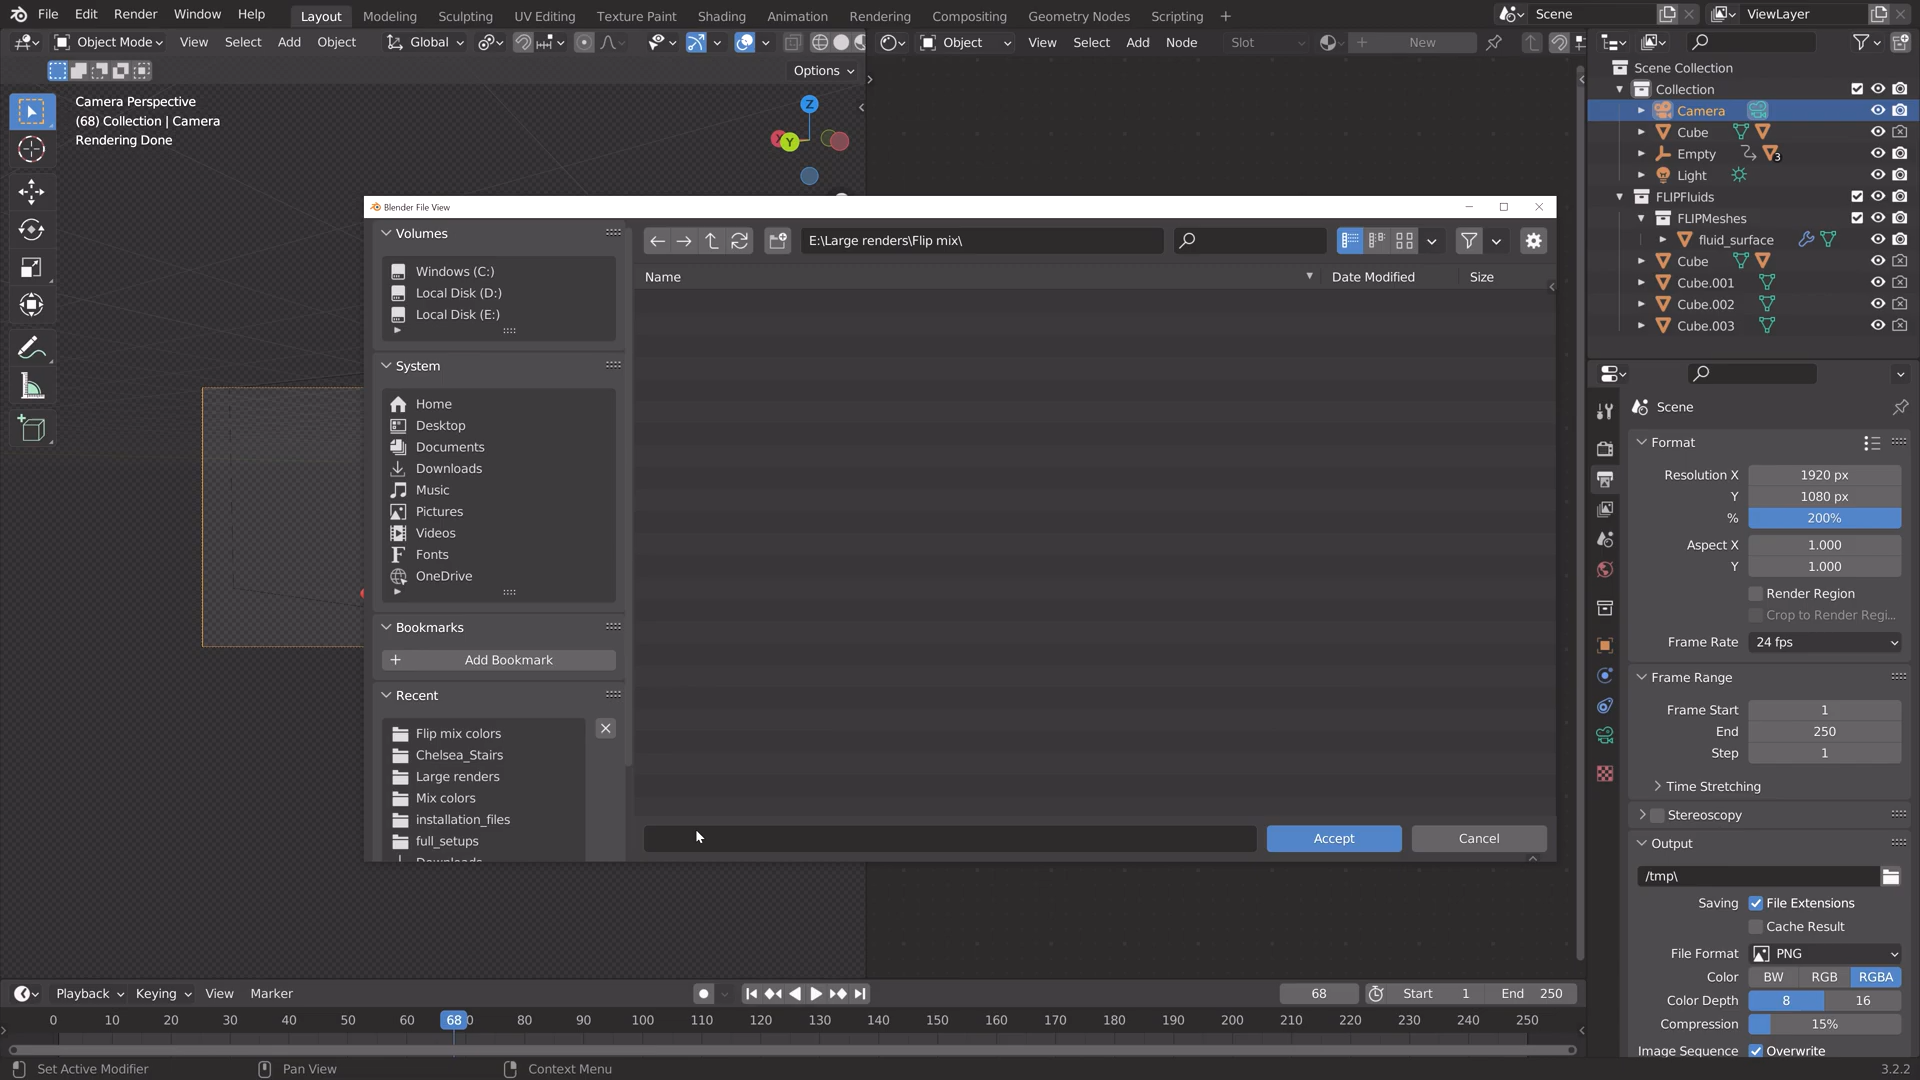 File Edit Render Window Help Layout Modeling Sculpting UV Editing Texture Paint Shading Animation Rendering Compositing Geometry Nodes Scripting + Scene ViewLayer
Object Mode View Select Add Object Global Object View Select Add Node Slot New
Options
Camera Perspective
(68) Collection | Camera
Rendering Done
Z
Y
Scene Collection
Collection
Camera
Cube
Empty 3
Light
FLIPFluids
FLIPMeshes
fluid_surface
Cube
Cube.001
Cube.002
Cube.003
Blender File View
Volumes
Windows (C:)
Local Disk (D:)
Local Disk (E:)
System
Home
Desktop
Documents
Downloads
Music
Pictures
Videos
Fonts
OneDrive
Bookmarks
Add Bookmark
Recent
Flip mix colors
Chelsea_Stairs
Large renders
Mix colors
installation_files
full_setups
E:\Large renders\Flip mix\
Name Date Modified Size
Accept Cancel
Scene
Format
Resolution X 1920 px
Y 1080 px
% 200%
Aspect X 1.000
Y 1.000
Render Region
Crop to Render Regi...
Frame Rate 24 fps
Frame Range
Frame Start 1
End 250
Step 1
Time Stretching
Stereoscopy
Output
/tmp\
Saving File Extensions
Cache Result
File Format PNG
Color BW RGB RGBA
Color Depth 8 16
Compression 15%
Image Sequence Overwrite
Playback Keying View Marker 68 Start 1 End 250
0 10 20 30 40 50 60 68 80 90 100 110 120 130 140 150 160 170 180 190 200 210 220 230 240 250
Set Active Modifier Pan View Context Menu 3.2.2